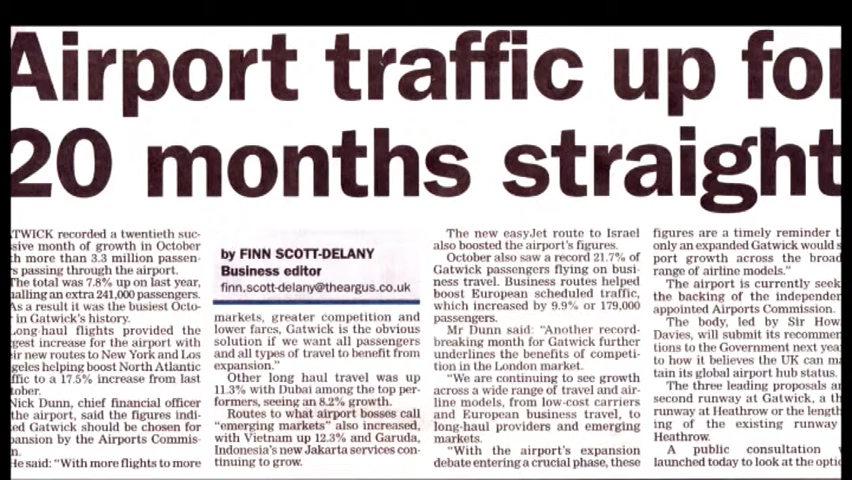 Airport traffic up for
20 months straight
TWICK recorded a twentieth suc-
sive month of growth in October
th more than 3.3 million passen-
s passing through the airport.
The total was 7.8% up on last year,
alling an extra 241,000 passengers.
As a result it was the busiest Octo-
r in Gatwick's history.
Long-haul flights provided the
gest increase for the airport with
ir new routes to New York and Los
geles helping boost North Atlantic
ffic to a 17.5% increase from last
tober.
Nick Dunn, chief financial officer
the airport, said the figures indi-
ed Gatwick should be chosen for
pansion by the Airports Commis-
n.
He said: "With more flights to more
by FINN SCOTT-DELANY
Business editor
finn.scott-delany@theargus.co.uk
markets, greater competition and
lower fares, Gatwick is the obvious
solution if we want all passengers
and all types of travel to benefit from
expansion."
Other long haul travel was up
11.3% with Dubai among the top per-
formers, seeing an 8.2% growth.
Routes to what airport bosses call
"emerging markets" also increased,
with Vietnam up 12.3% and Garuda,
Indonesia's new Jakarta services con-
tinuing to grow.
The new easyJet route to Israel
also boosted the airport's figures.
October also saw a record 21.7% of
Gatwick passengers flying on busi-
ness travel. Business routes helped
boost European scheduled traffic,
which increased by 9.9% or 179,000
passengers.
Mr Dunn said: "Another record-
breaking month for Gatwick further
underlines the benefits of competi-
tion in the London market.
"We are continuing to see growth
across a wide range of travel and air-
line models, from low-cost carriers
and European business travel, to
long-haul providers and emerging
markets.
"With the airport's expansion
debate entering a crucial phase, these
figures are a timely reminder t
only an expanded Gatwick would s
port growth across the broad
range of airline models."
The airport is currently seek
the backing of the independen
appointed Airports Commission.
The body, led by Sir How
Davies, will submit its recommen
tions to the Government next yea
to how it believes the UK can m
tain its global airport hub status.
The three leading proposals a
second runway at Gatwick, a th
runway at Heathrow or the length
ing of the existing runway
Heathrow.
A public consultation
launched today to look at the optic